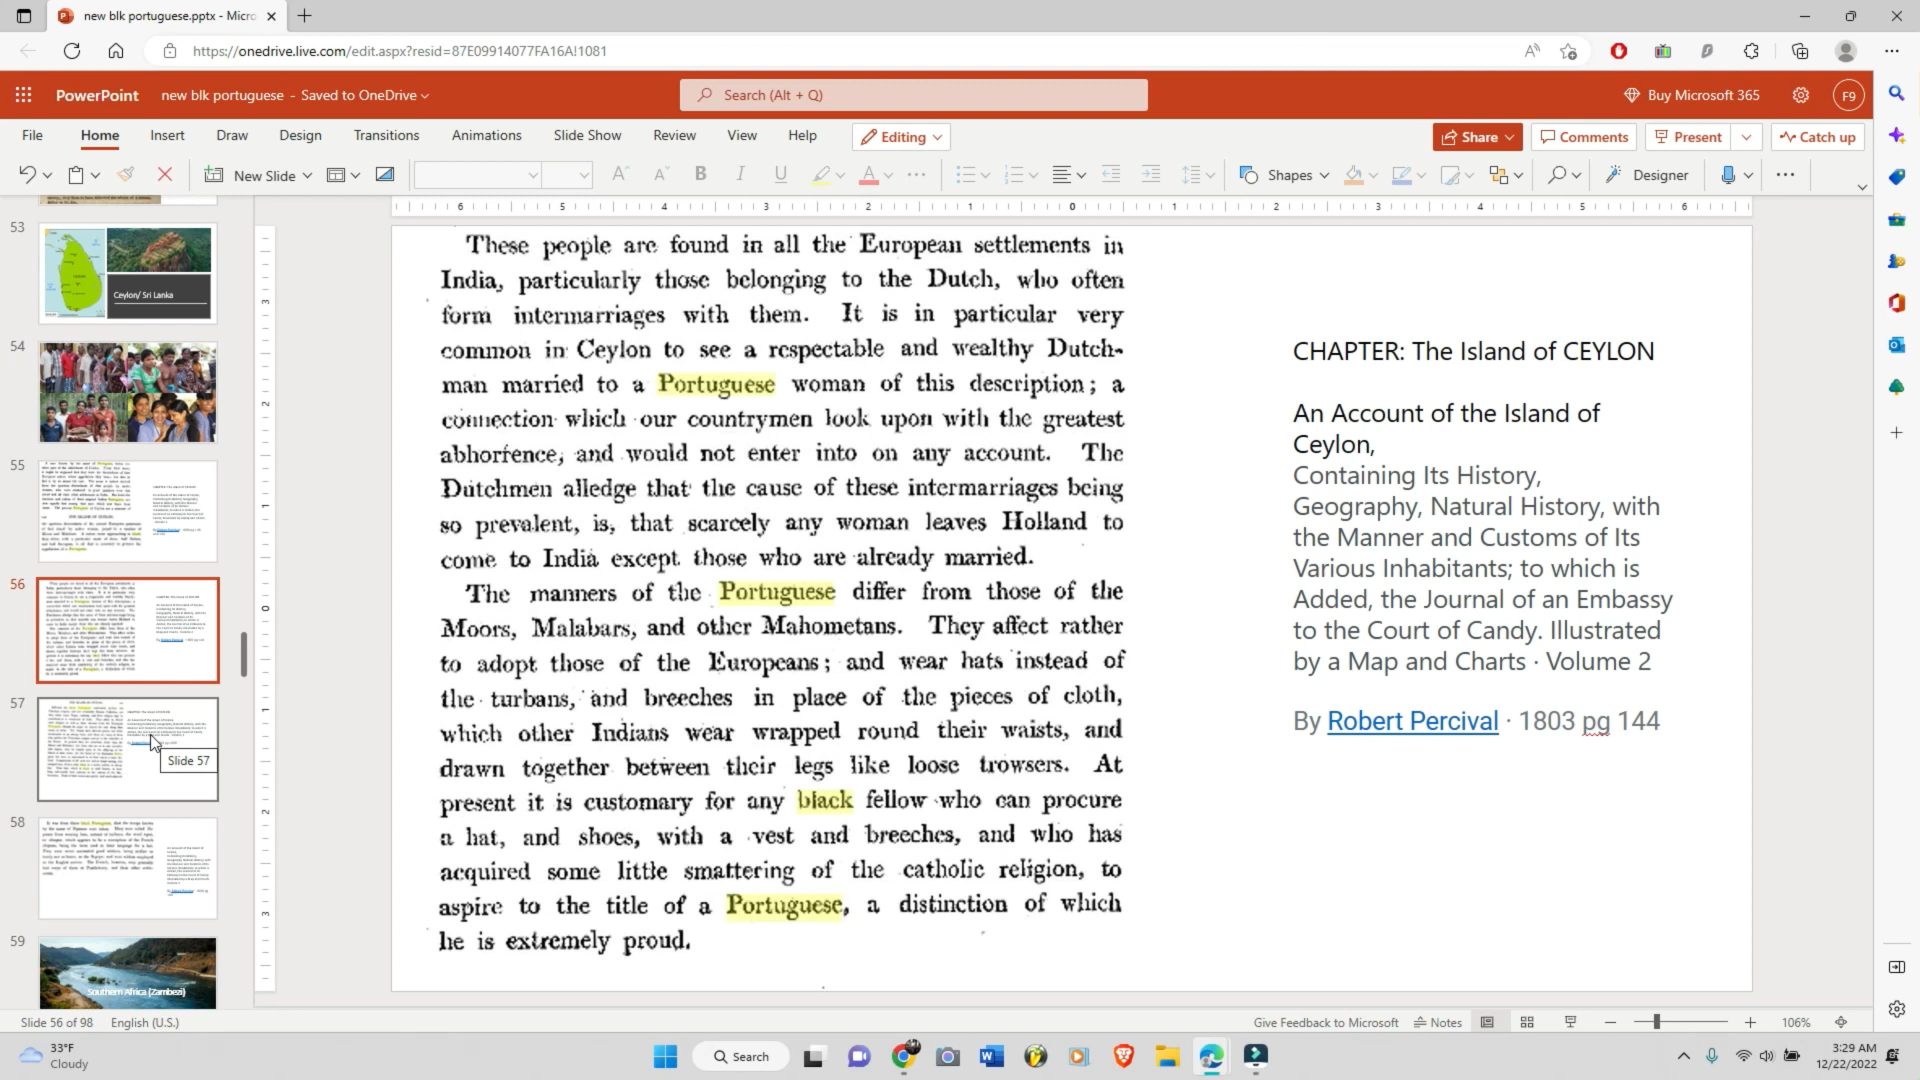 new blk portuguese.pptx - Micro
https://onedrive.live.com/edit.aspx?resid=87E09914077FA16A!1081
PowerPoint
new blk portuguese - Saved to OneDrive
Search (Alt + Q)
Buy Microsoft 365
F9
File Home Insert Draw Design Transitions Animations Slide Show Review View Help Editing Share Comments Present Catch up
New Slide Shapes Designer
53
Ceylon/ Sri Lanka
54
55
56
57
Slide 57
58
59
Southern Africa (Zambezi)
These people are found in all the European settlements in
India, particularly those belonging to the Dutch, who often
form intermarriages with them. It is in particular very
common in Ceylon to see a respectable and wealthy Dutch-
man married to a Portuguese woman of this description; a
connection which our countrymen look upon with the greatest
abhorrence, and would not enter into on any account. The
Dutchmen alledge that the cause of these intermarriages being
so prevalent, is, that scarcely any woman leaves Holland to
come to India except those who are already married.
The manners of the Portuguese differ from those of the
Moors, Malabars, and other Mahometans. They affect rather
to adopt those of the Europeans; and wear hats instead of
the turbans, and breeches in place of the pieces of cloth,
which other Indians wear wrapped round their waists, and
drawn together between their legs like loose trowsers. At
present it is customary for any black fellow who can procure
a hat, and shoes, with a vest and breeches, and who has
acquired some little smattering of the catholic religion, to
aspire to the title of a Portuguese, a distinction of which
he is extremely proud.
CHAPTER: The Island of CEYLON
An Account of the Island of
Ceylon,
Containing Its History,
Geography, Natural History, with
the Manner and Customs of Its
Various Inhabitants; to which is
Added, the Journal of an Embassy
to the Court of Candy. Illustrated
by a Map and Charts · Volume 2
By Robert Percival · 1803 pg 144
Slide 56 of 98 English (U.S.)
Give Feedback to Microsoft Notes 106%
33°F
Cloudy
Search
3:29 AM
12/22/2022